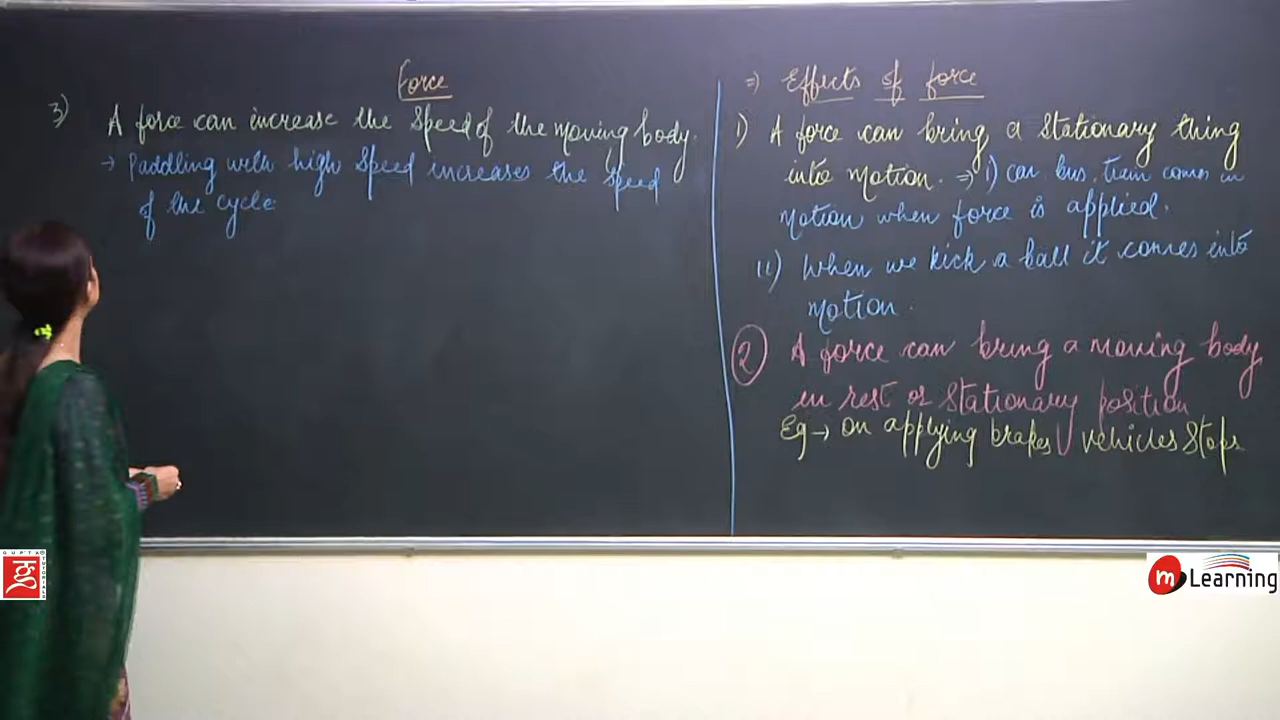 Force
3) A force can increase the speed of the moving body.
→ Paddling with high speed increases the speed
of the cycle
⇒ Effects of force
1) A force can bring a stationary thing
into motion. ⇒ i) car, bus, train comes in
motion when force is applied.
ii) When we kick a ball it comes into
motion.
2 A force can bring a moving body
in rest or stationary position
Eg → On applying brakes vehicles stops
GUPTA
TUTORIALS
m Learning